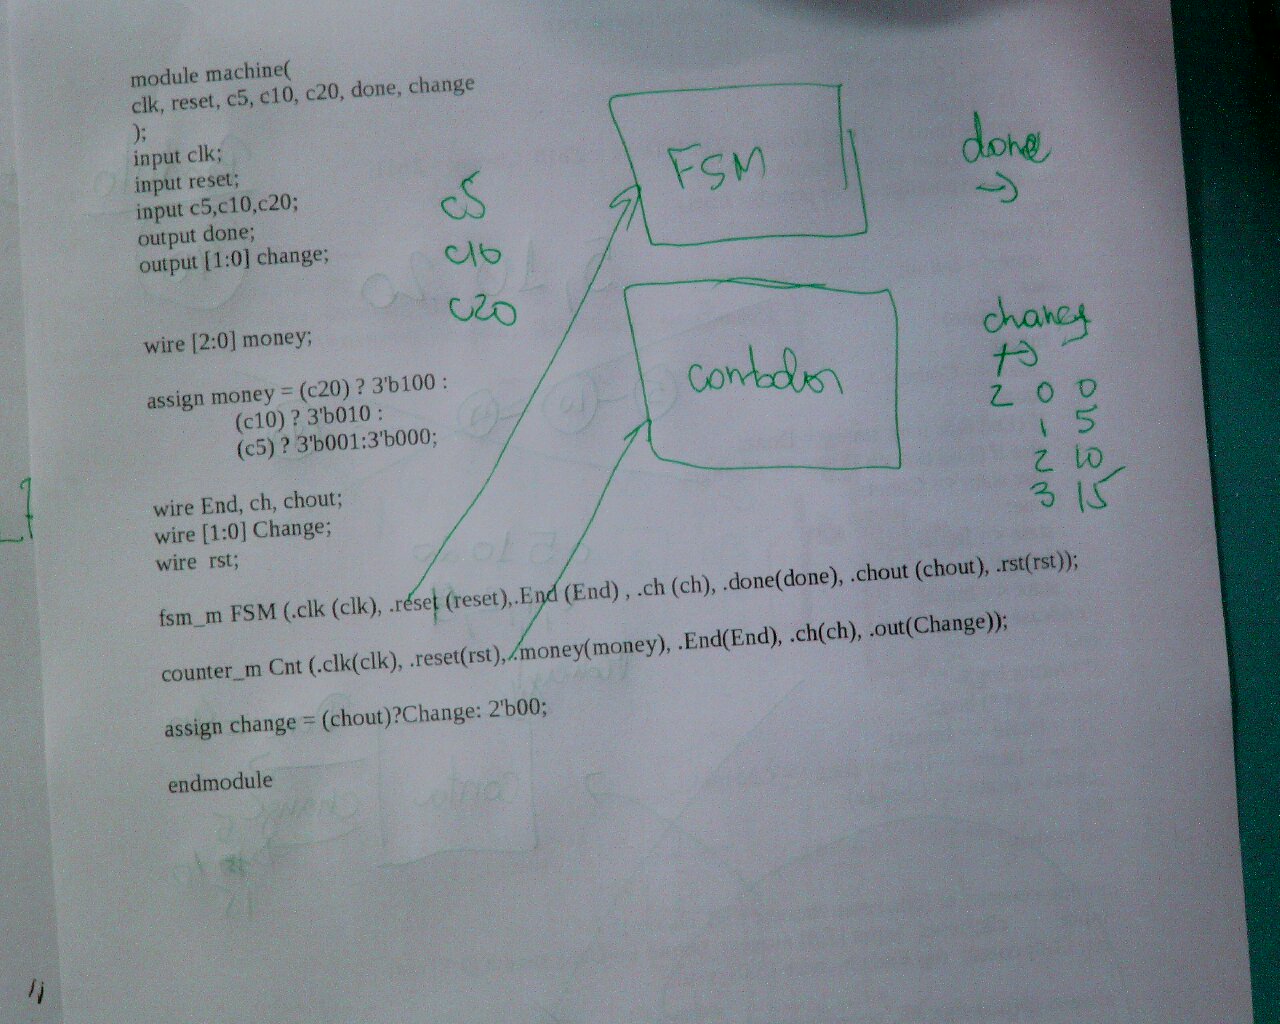 module machine(
clk, reset, c5, c10, c20, done, change
);
input clk;
input reset;
input c5,c10,c20;
output done;
output [1:0] change;
c5
c10
c20
FSM
done
wire [2:0] money;
assign money = (c20) ? 3'b100 :
(c10) ? 3'b010 :
(c5) ? 3'b001:3'b000;
2 0 0
1 5
2 10
3 15
wire End, ch, chout;
wire [1:0] Change;
wire rst;
fsm_m FSM (.clk (clk), .reset (reset),.End (End) , .ch (ch), .done(done), .chout (chout), .rst(rst));
counter_m Cnt (.clk(clk), .reset(rst),.money(money), .End(End), .ch(ch), .out(Change));
assign change = (chout)?Change: 2'b00;
endmodule